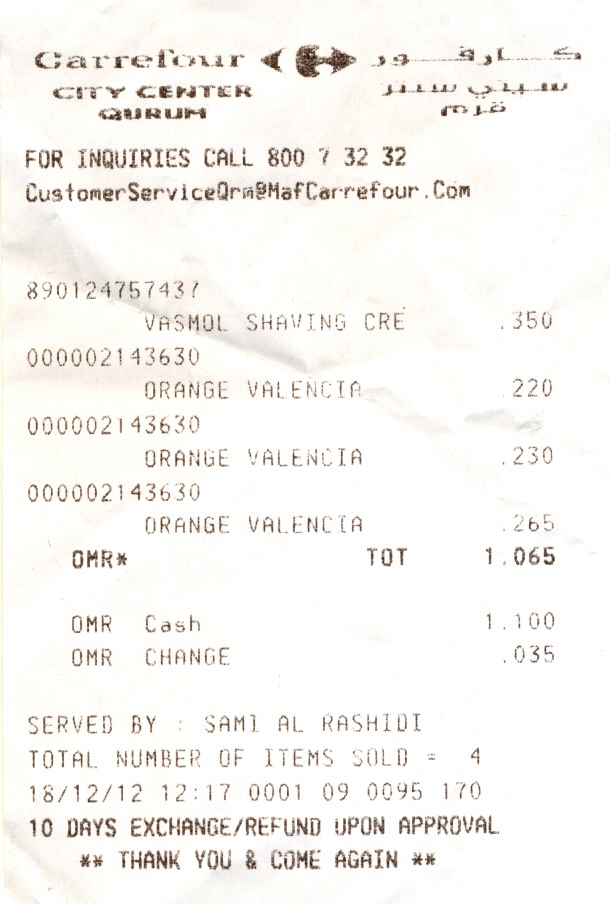 Carrefour كارفور
CITY CENTER سيتي سنتر
QURUM قرم
FOR INQUIRIES CALL 800 7 32 32
CustomerServiceQrm@MafCarrefour.Com
890124757437
VASMOL SHAVING CRE .350
000002143630
ORANGE VALENCIA .220
000002143630
ORANGE VALENCIA .230
000002143630
ORANGE VALENCIA .265
OMR* TOT 1.065
OMR Cash 1.100
OMR CHANGE .035
SERVED BY : SAMI AL RASHIDI
TOTAL NUMBER OF ITEMS SOLD = 4
18/12/12 12:17 0001 09 0095 170
10 DAYS EXCHANGE/REFUND UPON APPROVAL
** THANK YOU & COME AGAIN **